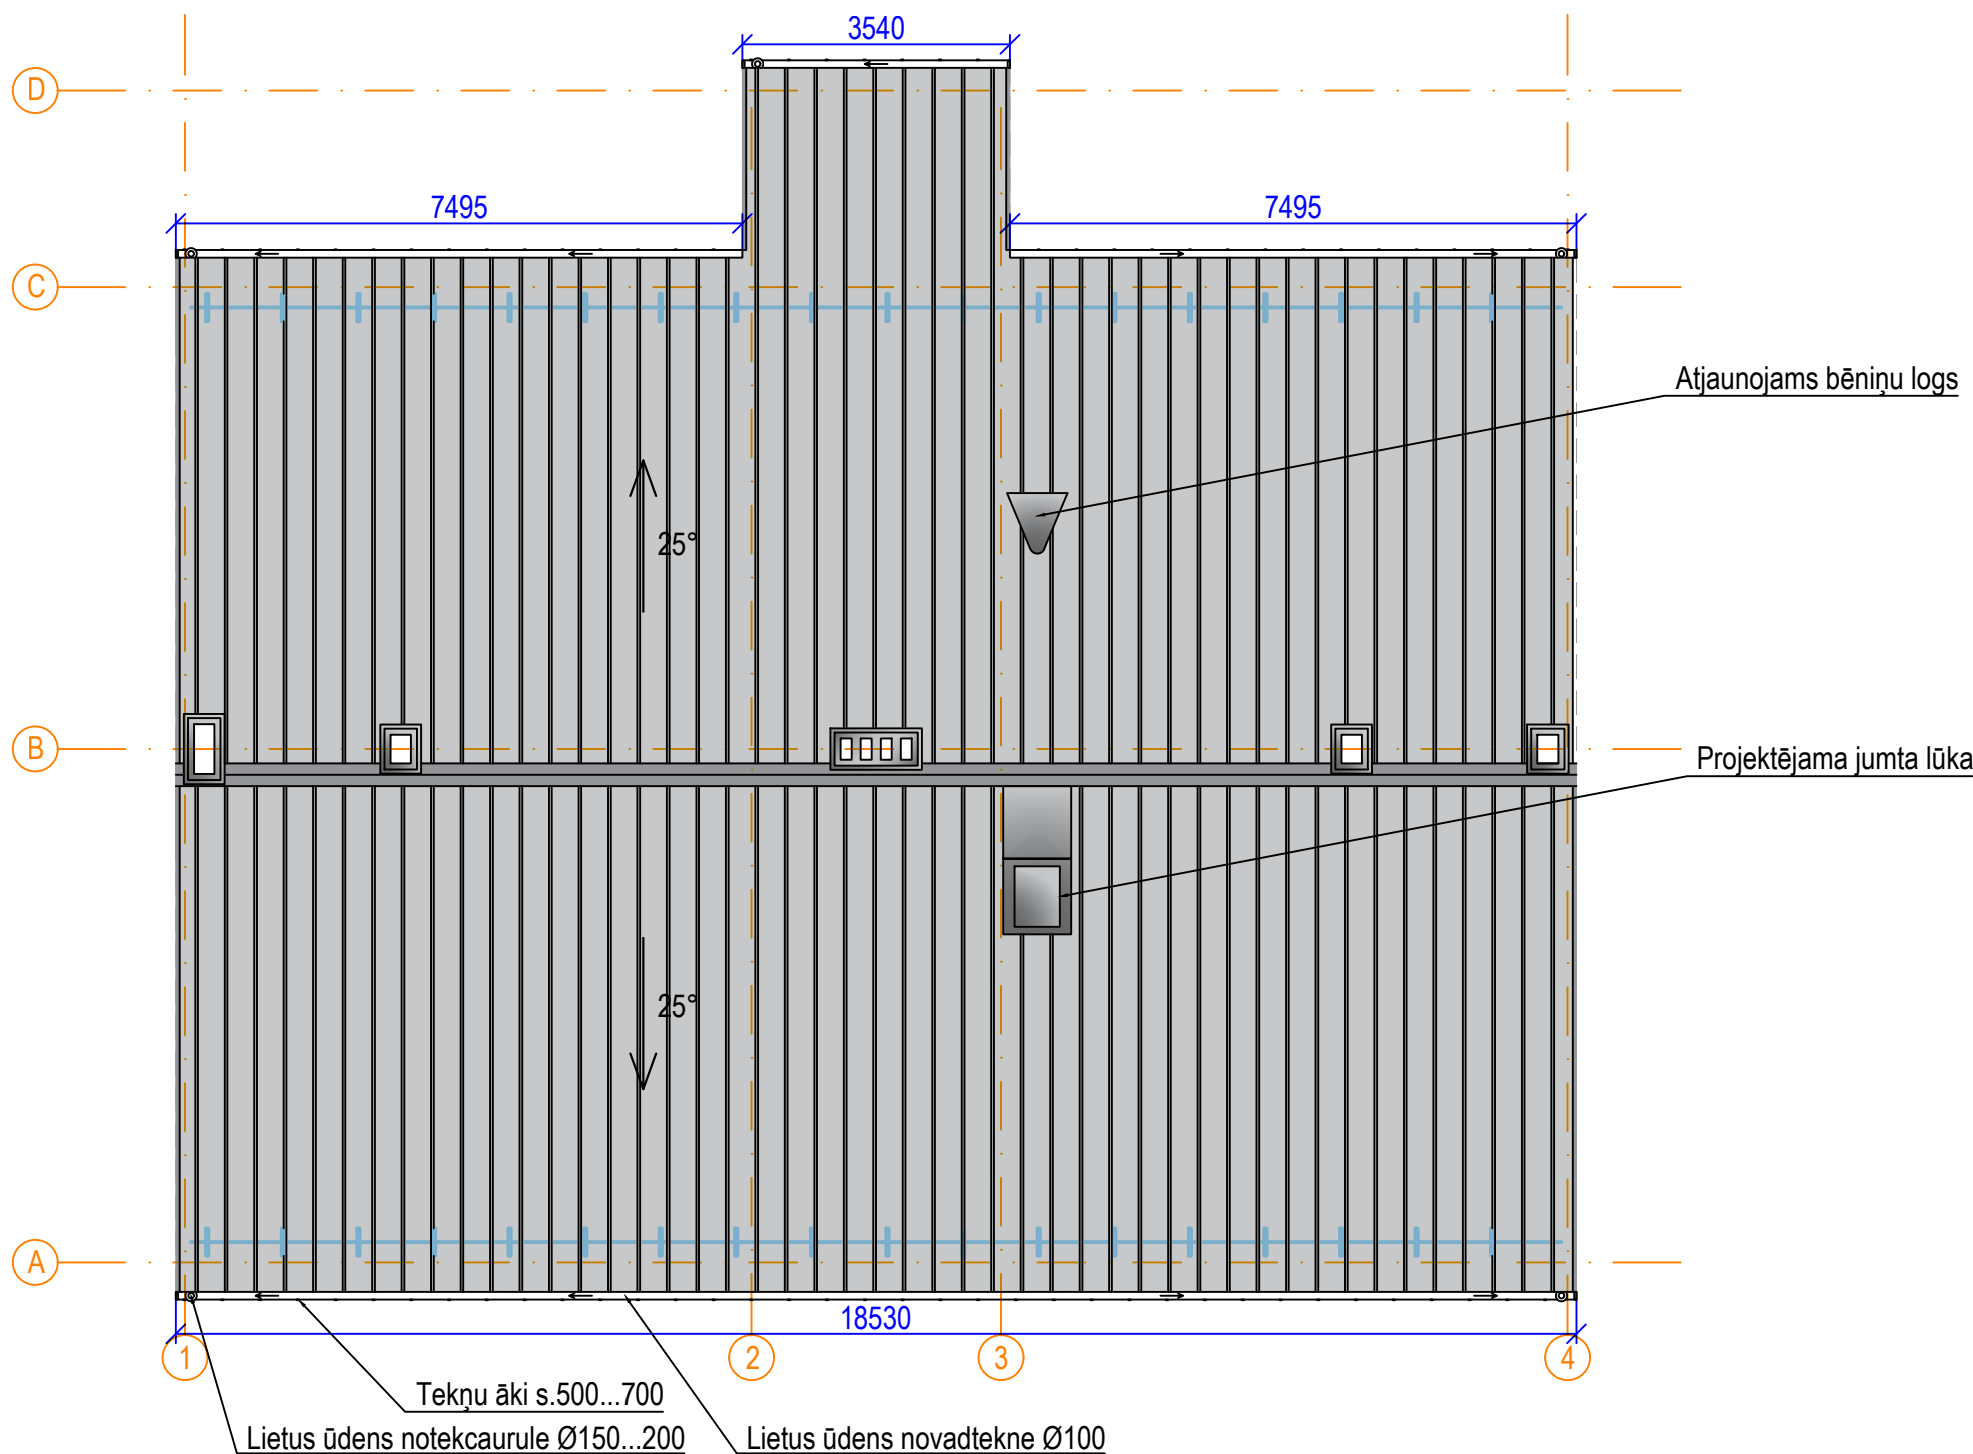 3540
D
7495
7495
C
Atjaunojams bēniņu logs
25°
B
Projektējama jumta lūka
25°
A
18530
1
2
3
4
Tekņu āki s.500...700
Lietus ūdens notekcaurule Ø150...200
Lietus ūdens novadtekne Ø100